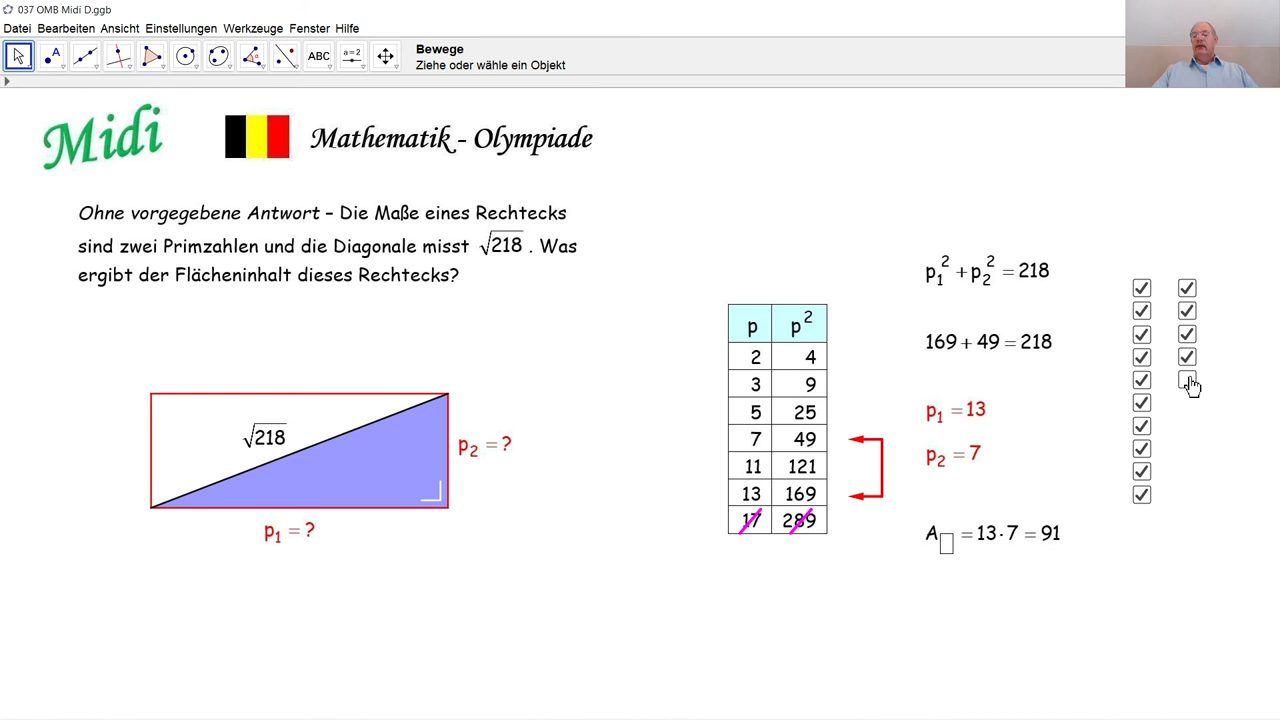 037 OMB Midi D.ggb
Datei Bearbeiten Ansicht Einstellungen Werkzeuge Fenster Hilfe
A ABC a=2
Bewege
Ziehe oder wähle ein Objekt
Midi
Mathematik - Olympiade
Ohne vorgegebene Antwort – Die Maße eines Rechtecks
sind zwei Primzahlen und die Diagonale misst √218 . Was
ergibt der Flächeninhalt dieses Rechtecks?
√218
p₂ = ?
p₁ = ?
p p²
2 4
3 9
5 25
7 49
11 121
13 169
17 289
p₁² + p₂² = 218
169 + 49 = 218
p₁ = 13
p₂ = 7
A□ = 13 · 7 = 91